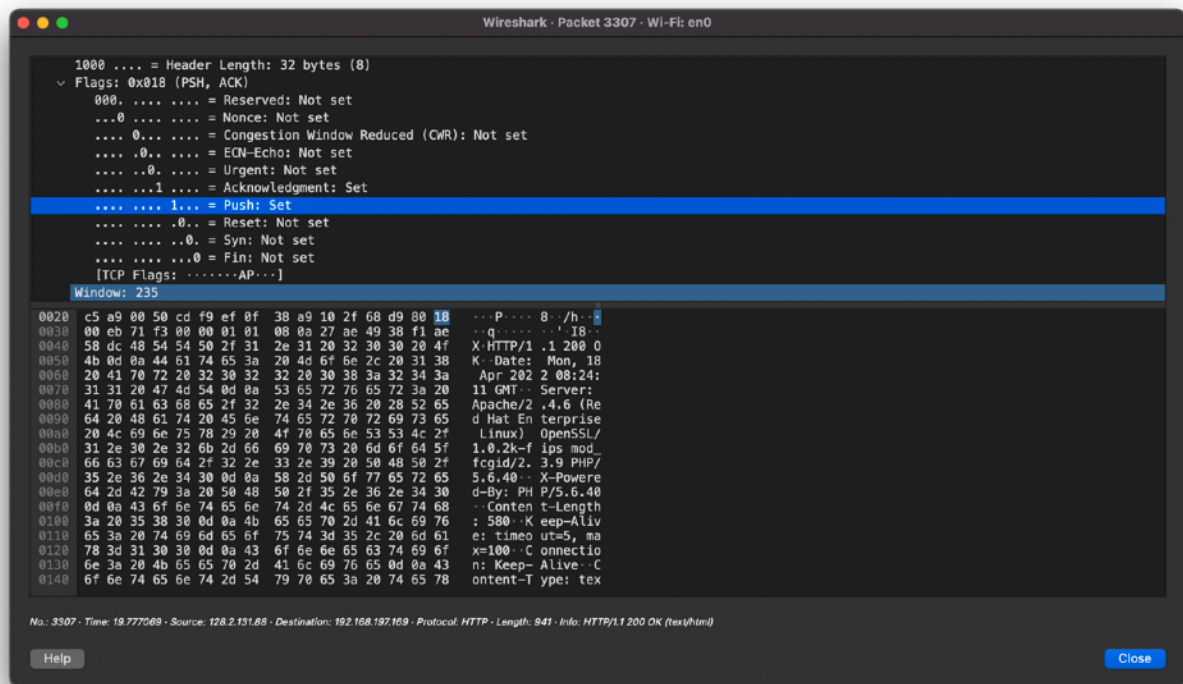 Wireshark · Packet 3307 · Wi-Fi: en0
1000 .... = Header Length: 32 bytes (8)
Flags: 0x018 (PSH, ACK)
000. .... .... = Reserved: Not set
...0 .... .... = Nonce: Not set
.... 0... .... = Congestion Window Reduced (CWR): Not set
.... .0.. .... = ECN-Echo: Not set
.... ..0. .... = Urgent: Not set
.... ...1 .... = Acknowledgment: Set
.... .... 1... = Push: Set
.... .... .0.. = Reset: Not set
.... .... ..0. = Syn: Not set
.... .... ...0 = Fin: Not set
[TCP Flags: ·······AP···]
Window: 235
0020 c5 a9 00 50 cd f9 ef 0f 38 a9 10 2f 68 d9 80 18 ···P···· 8··/h···
0030 00 eb 71 f3 00 00 01 01 08 0a 27 ae 49 38 f1 ae ··q····· ··'·I8··
0040 58 dc 48 54 54 50 2f 31 2e 31 20 32 30 30 20 4f X·HTTP/1 .1 200 O
0050 4b 0d 0a 44 61 74 65 3a 20 4d 6f 6e 2c 20 31 38 K··Date: Mon, 18
0060 20 41 70 72 20 32 30 32 32 20 30 38 3a 32 34 3a Apr 202 2 08:24:
0070 31 31 20 47 4d 54 0d 0a 53 65 72 76 65 72 3a 20 11 GMT·· Server:
0080 41 70 61 63 68 65 2f 32 2e 34 2e 36 20 28 52 65 Apache/2 .4.6 (Re
0090 64 20 48 61 74 20 45 6e 74 65 72 70 72 69 73 65 d Hat En terprise
00a0 20 4c 69 6e 75 78 29 20 4f 70 65 6e 53 53 4c 2f Linux) OpenSSL/
00b0 31 2e 30 2e 32 6b 2d 66 69 70 73 20 6d 6f 64 5f 1.0.2k-f ips mod_
00c0 66 63 67 69 64 2f 32 2e 33 2e 39 20 50 48 50 2f fcgid/2. 3.9 PHP/
00d0 35 2e 36 2e 34 30 0d 0a 58 2d 50 6f 77 65 72 65 5.6.40·· X-Powere
00e0 64 2d 42 79 3a 20 50 48 50 2f 35 2e 36 2e 34 30 d-By: PH P/5.6.40
00f0 0d 0a 43 6f 6e 74 65 6e 74 2d 4c 65 6e 67 74 68 ··Conten t-Length
0100 3a 20 35 38 30 0d 0a 4b 65 65 70 2d 41 6c 69 76 : 580··K eep-Aliv
0110 65 3a 20 74 69 6d 65 6f 75 74 3d 35 2c 20 6d 61 e: timeo ut=5, ma
0120 78 3d 31 30 30 0d 0a 43 6f 6e 6e 65 63 74 69 6f x=100··C onnectio
0130 6e 3a 20 4b 65 65 70 2d 41 6c 69 76 65 0d 0a 43 n: Keep- Alive··C
0140 6f 6e 74 65 6e 74 2d 54 79 70 65 3a 20 74 65 78 ontent-T ype: tex
No.: 3307 · Time: 19.777069 · Source: 128.2.131.88 · Destination: 192.168.197.169 · Protocol: HTTP · Length: 941 · Info: HTTP/1.1 200 OK (text/html)
Help
Close